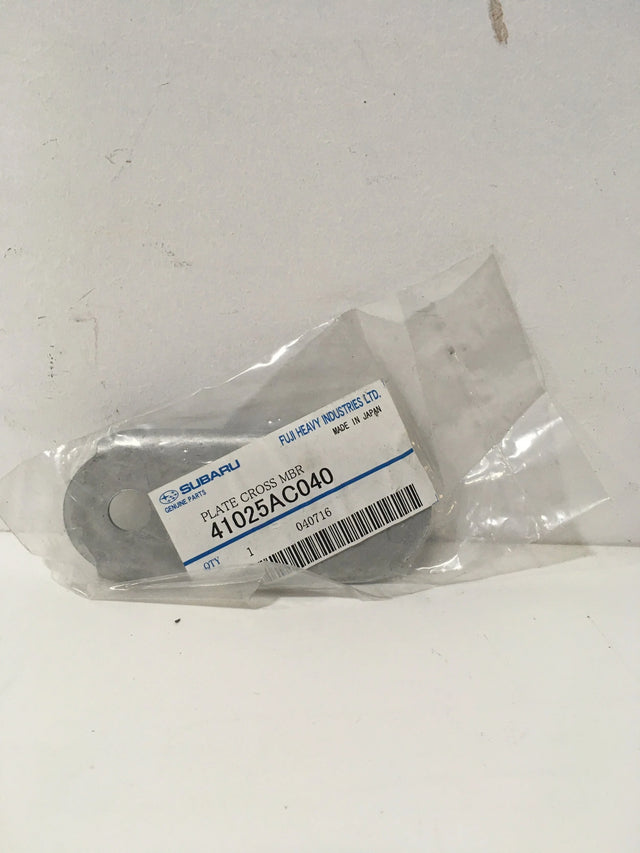 SUBARU
GENUINE PARTS
FUJI HEAVY INDUSTRIES LTD.
MADE IN JAPAN
PLATE CROSS MBR
41025AC040
QTY 1 040716